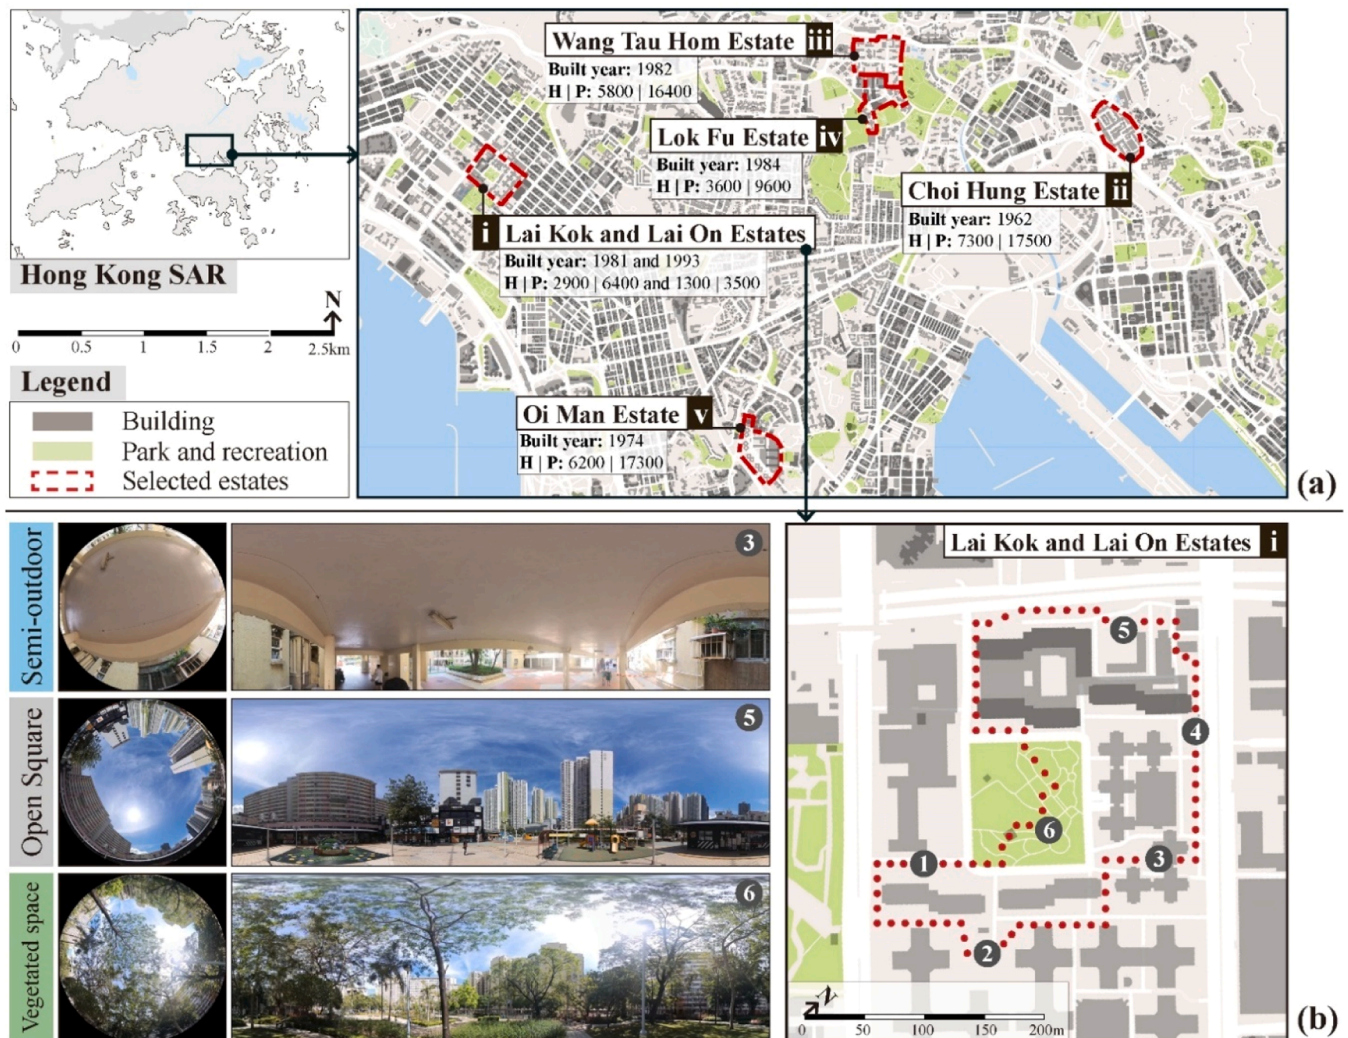 Hong Kong SAR
N
0 0.5 1 1.5 2 2.5km
Legend
Building
Park and recreation
Selected estates
Wang Tau Hom Estate iii
Built year: 1982
H | P: 5800 | 16400
Lok Fu Estate iv
Built year: 1984
H | P: 3600 | 9600
Choi Hung Estate ii
Built year: 1962
H | P: 7300 | 17500
i Lai Kok and Lai On Estates
Built year: 1981 and 1993
H | P: 2900 | 6400 and 1300 | 3500
Oi Man Estate v
Built year: 1974
H | P: 6200 | 17300
(a)
Semi-outdoor
3
Open Square
5
Vegetated space
6
Lai Kok and Lai On Estates i
5
4
6
1
3
2
N
0 50 100 150 200m
(b)